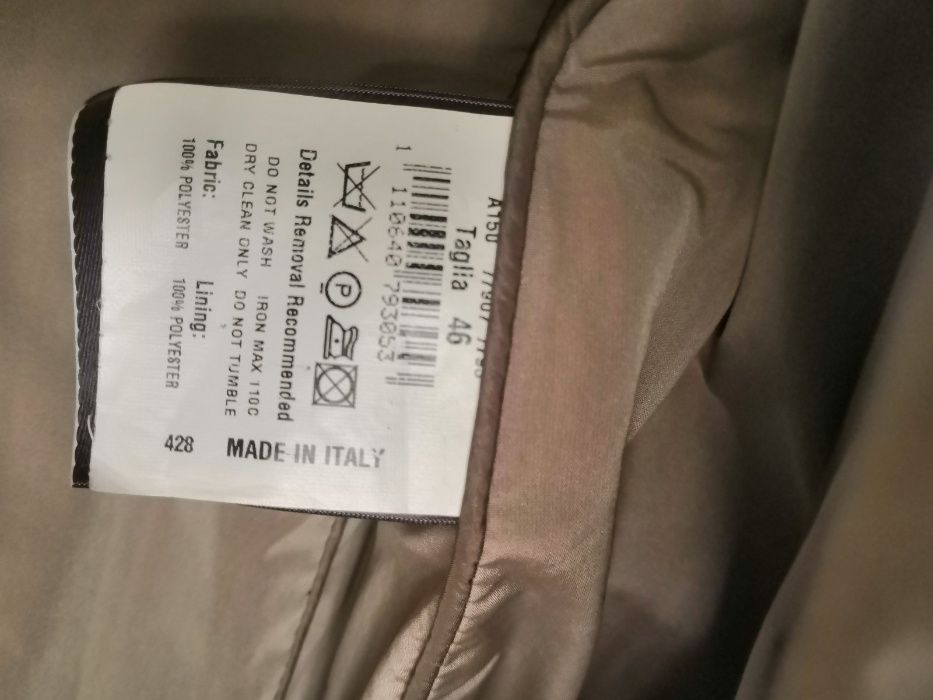 A150
Taglia 46
1 110640 793053
P
Details Removal Recommended
DO NOT WASH IRON MAX 110C
DRY CLEAN ONLY DO NOT TUMBLE
Fabric: Lining:
100% POLYESTER 100% POLYESTER
MADE IN ITALY
428